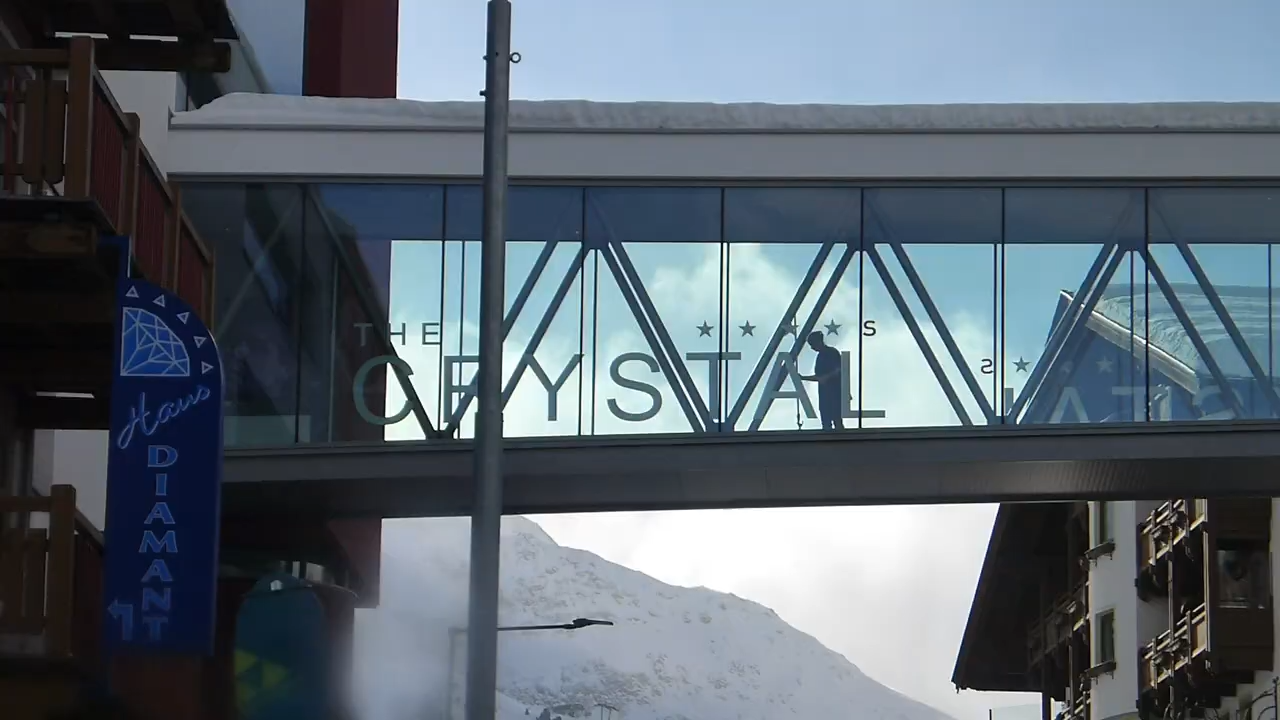 THE
★★★★S
CRYSTAL
Haus
DIAMANT